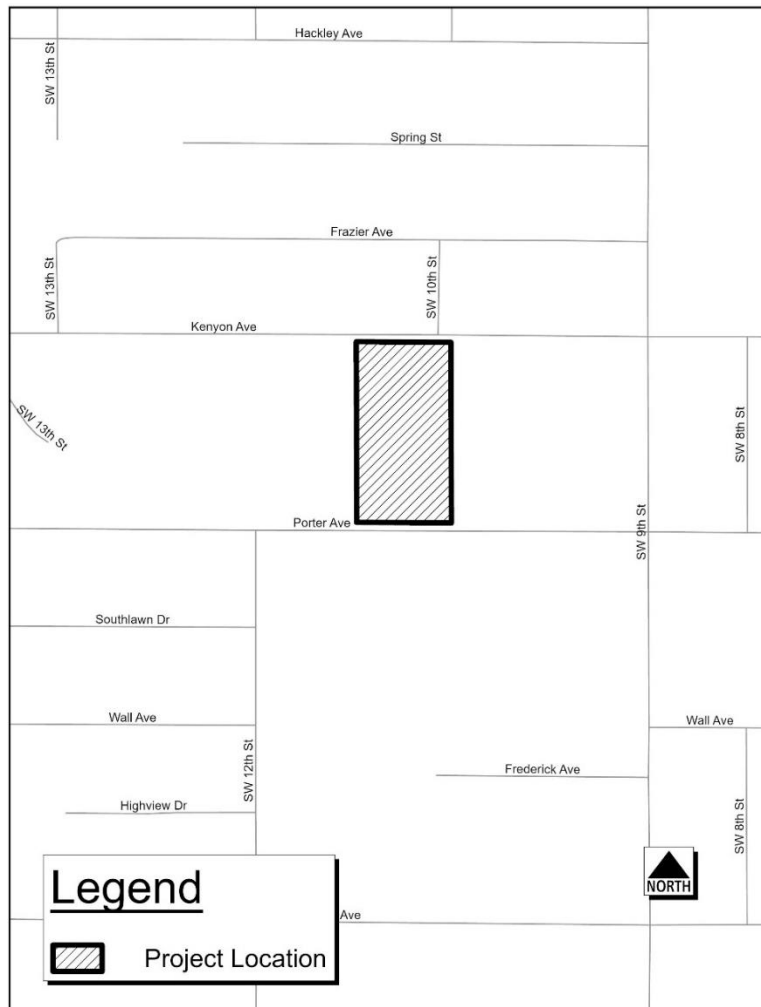 Hackley Ave
SW 13th St
Spring St
Frazier Ave
SW 13th St
SW 10th St
Kenyon Ave
SW 13th St
SW 8th St
Porter Ave
SW 9th St
Southlawn Dr
Wall Ave
Wall Ave
SW 12th St
Frederick Ave
Highview Dr
SW 8th St
NORTH
Legend
Ave
Project Location